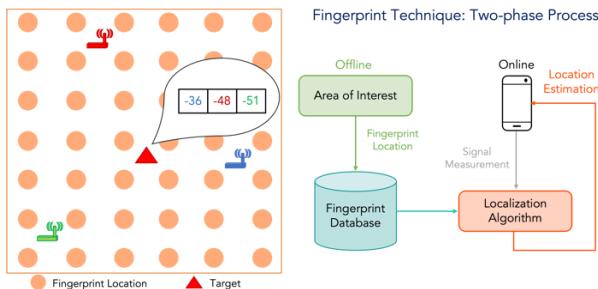 Fingerprint Technique: Two-phase Process
-36 -48 -51
Fingerprint Location
Target
Offline
Area of Interest
Fingerprint
Location
Fingerprint
Database
Online
Location
Estimation
Signal
Measurement
Localization
Algorithm